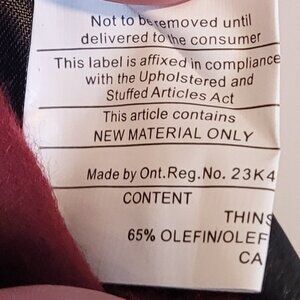 Not to be removed until
delivered to the consumer
This label is affixed in compliance
with the Upholstered and
Stuffed Articles Act
This article contains
NEW MATERIAL ONLY
Made by Ont.Reg.No. 23K4
CONTENT
THINS
65% OLEFIN/OLEF
CA